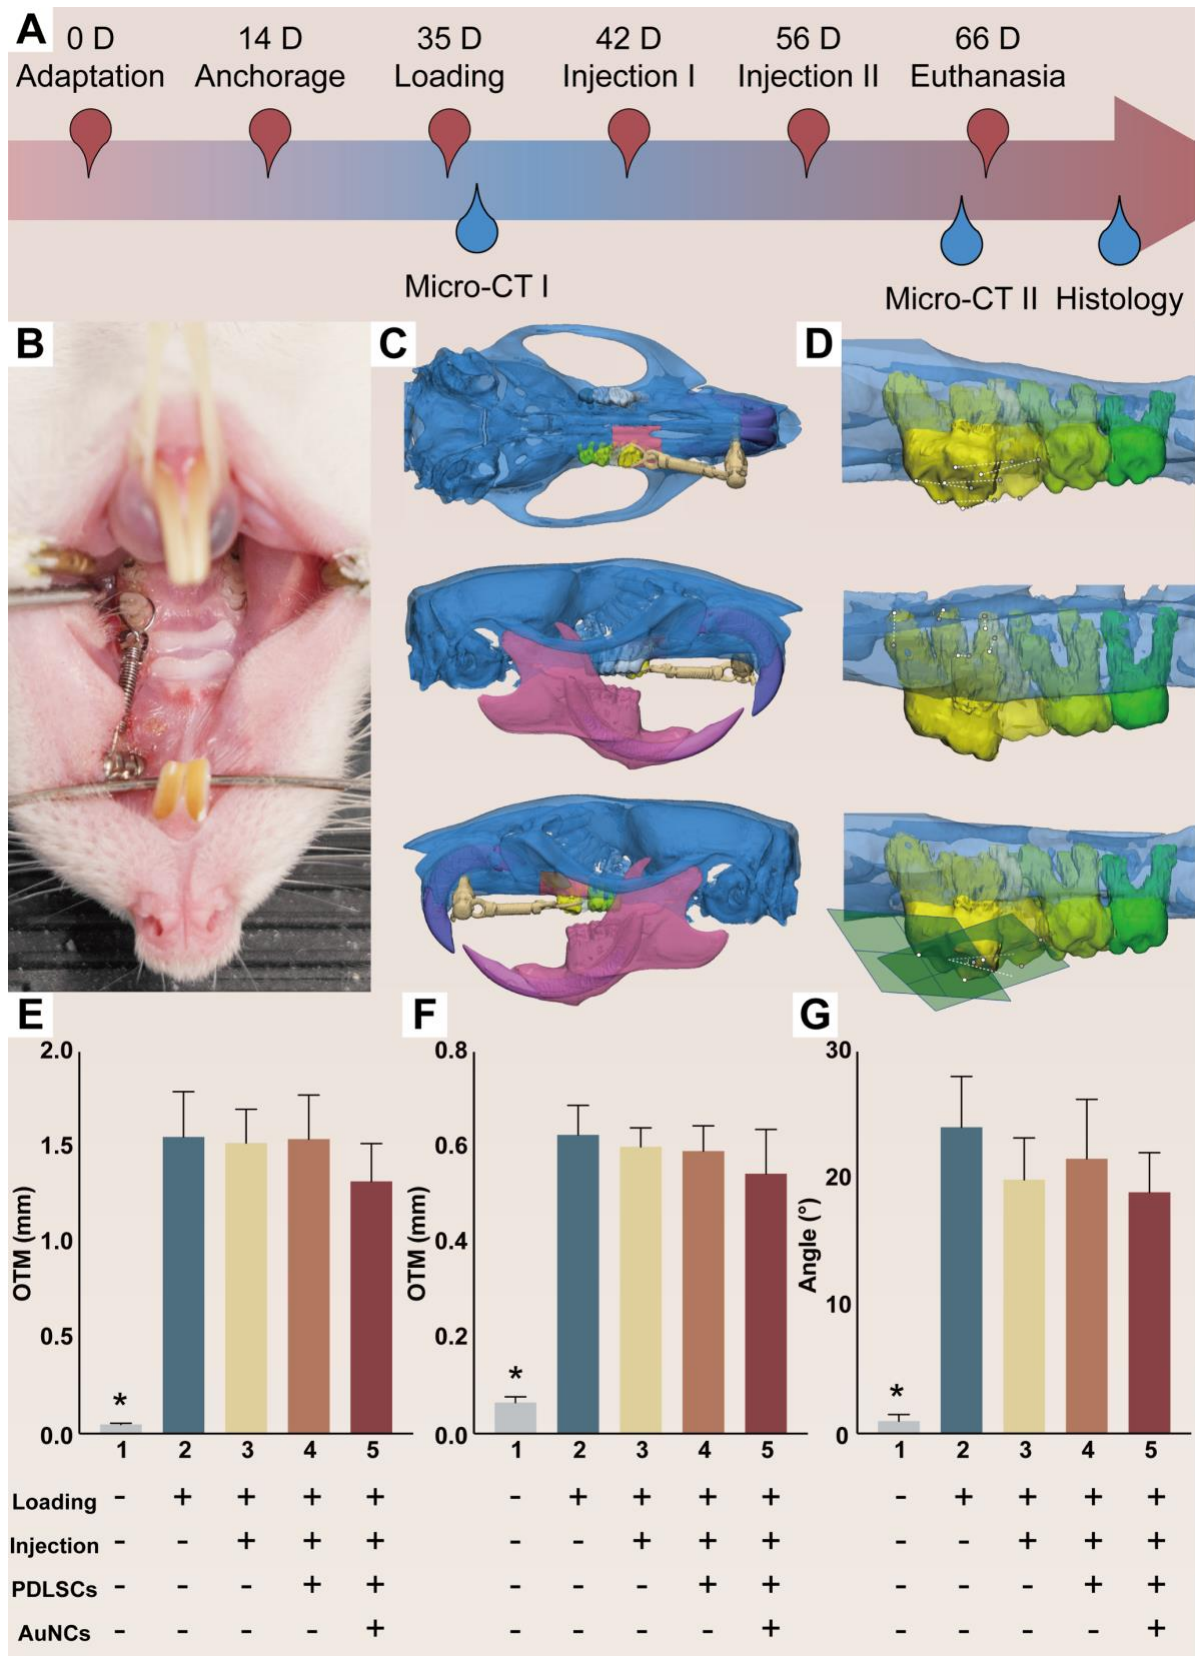 A
0 D 14 D 35 D 42 D 56 D 66 D
Adaptation Anchorage Loading Injection I Injection II Euthanasia
Micro-CT I
Micro-CT II Histology
B
C
D
E
2.0
1.5
1.0
0.5
0.0
OTM (mm)
* 
1 2 3 4 5
F
0.8
0.6
0.4
0.2
0.0
OTM (mm)
*
1 2 3 4 5
G
30
20
10
0
Angle (°)
*
1 2 3 4 5
Loading - + + + + - + + + + - + + + +
Injection - - + + + - - + + + - - + + +
PDLSCs - - - + + - - - + + - - - + +
AuNCs - - - - + - - - - + - - - - +